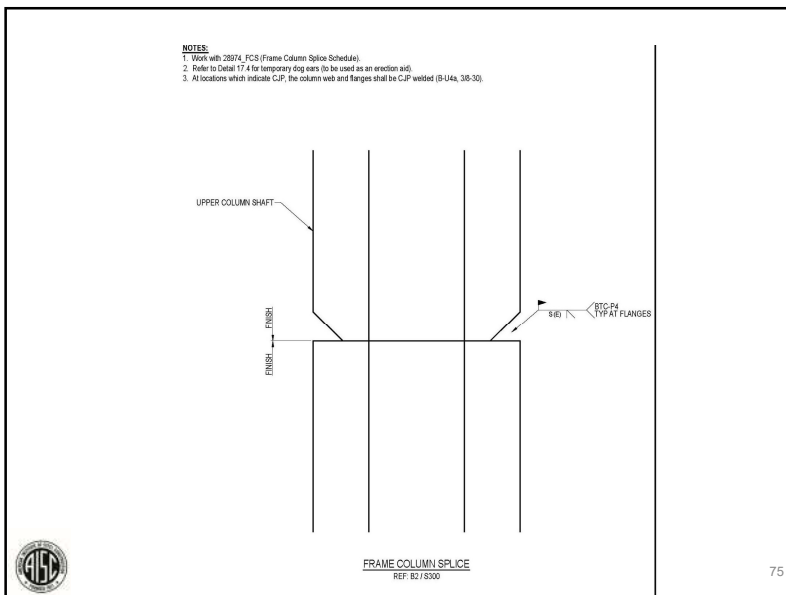 NOTES:
1. Work with 28974_FCS (Frame Column Splice Schedule).
2. Refer to Detail 17.4 for temporary dog ears (to be used as an erection aid).
3. At locations which indicate CJP, the column web and flanges shall be CJP welded (B-U4a, 3/8-30).
UPPER COLUMN SHAFT
FINISH
FINISH
S(E)
BTC-P4
TYP AT FLANGES
FRAME COLUMN SPLICE
REF: B2 / S300
AISC
75